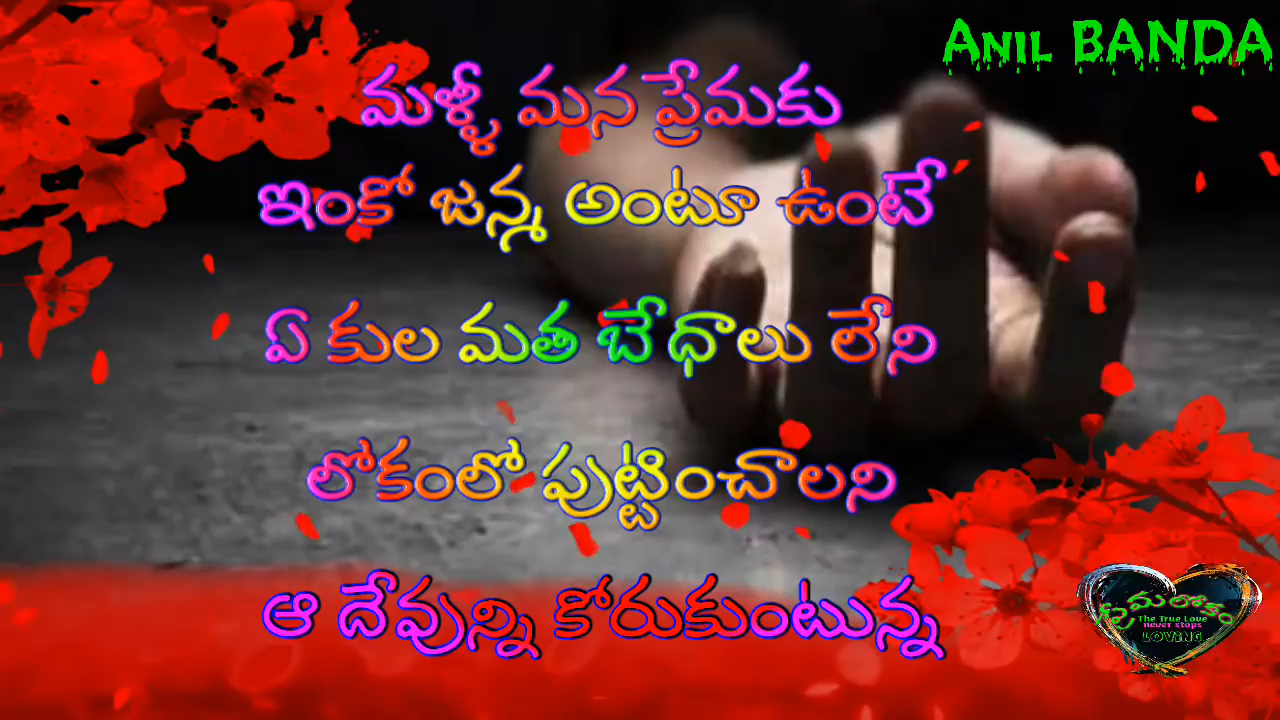 Anil BANDA
మళ్ళీ మన ప్రేమకు
ఇంకో జన్మ అంటూ ఉంటే
ఏ కుల మత బేధాలు లేని
లోకంలో పుట్టించాలని
ఆ దేవున్ని కోరుకుంటున్న
ప్రేమ లోకం
The True Love
never stops
LOVING